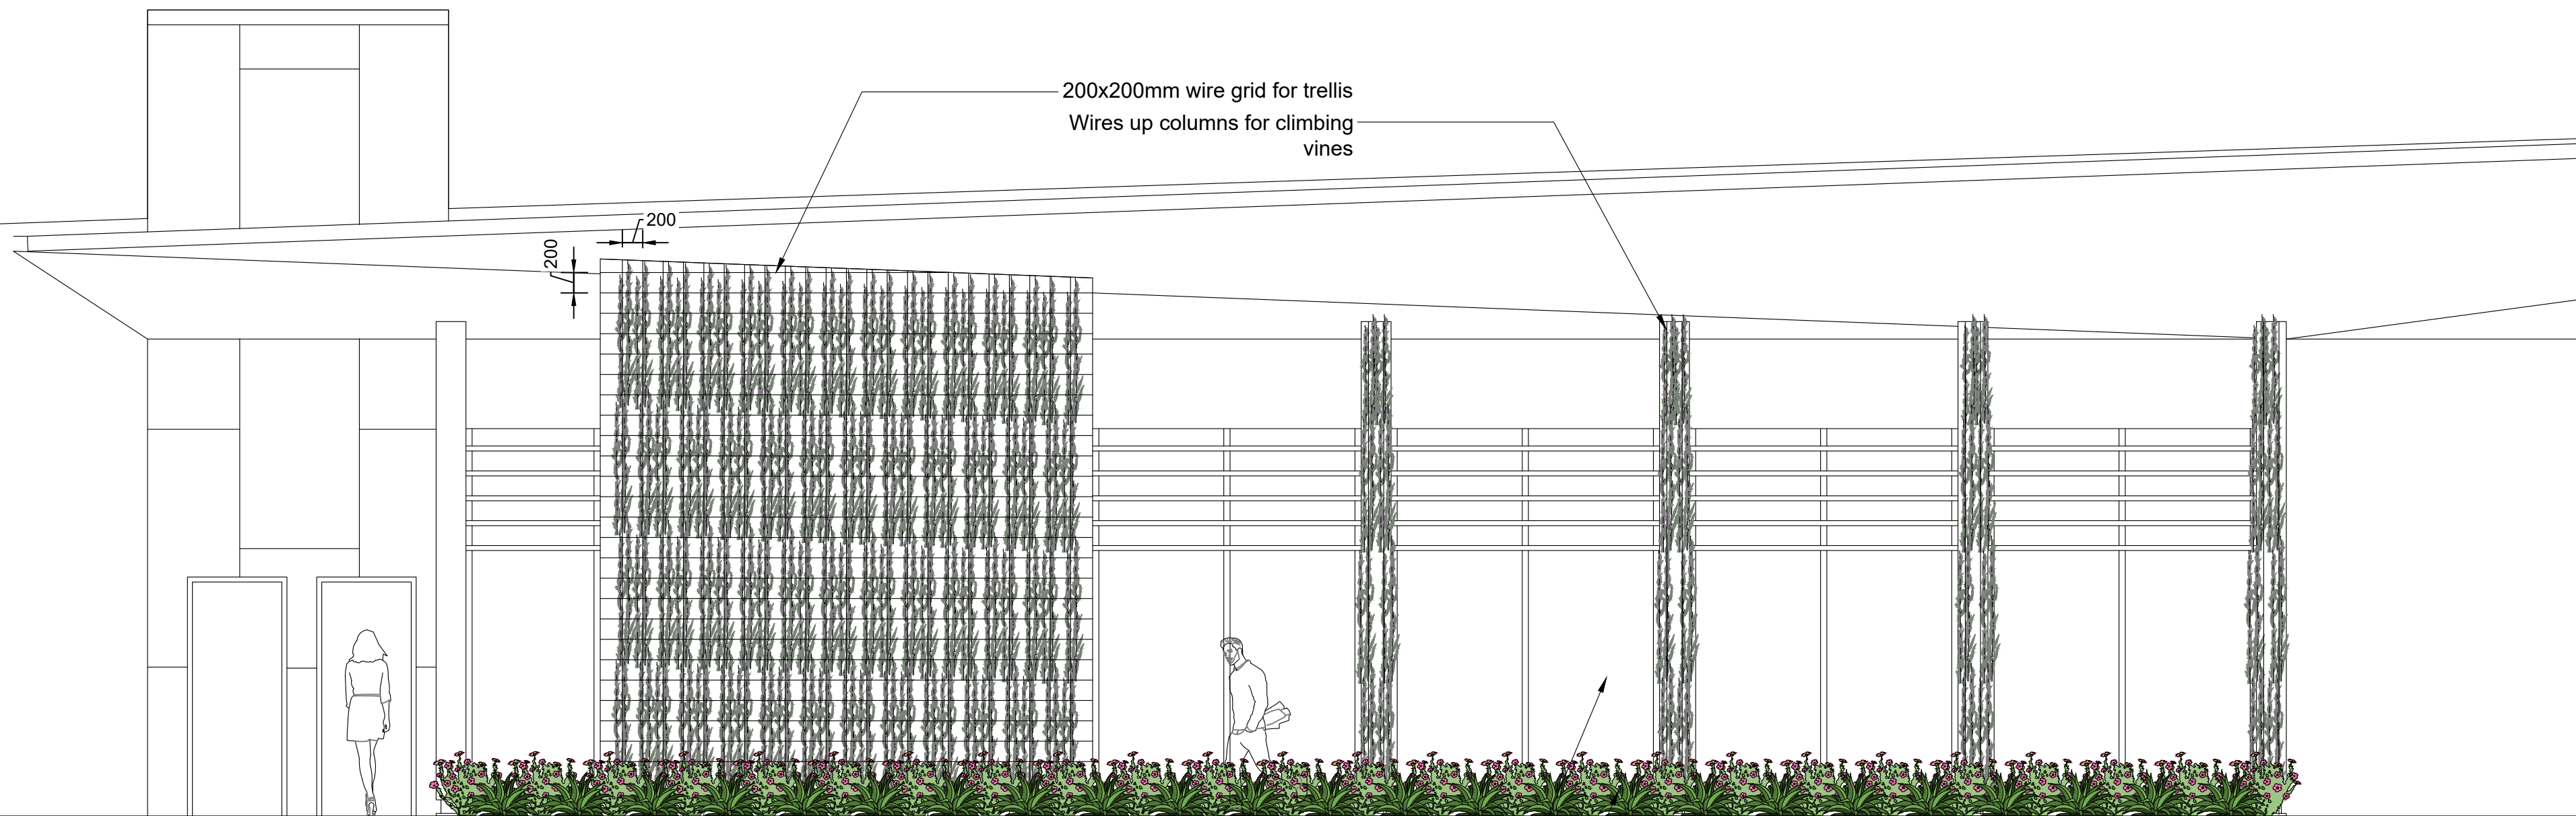 200x200mm wire grid for trellis
Wires up columns for climbing
vines
200
200